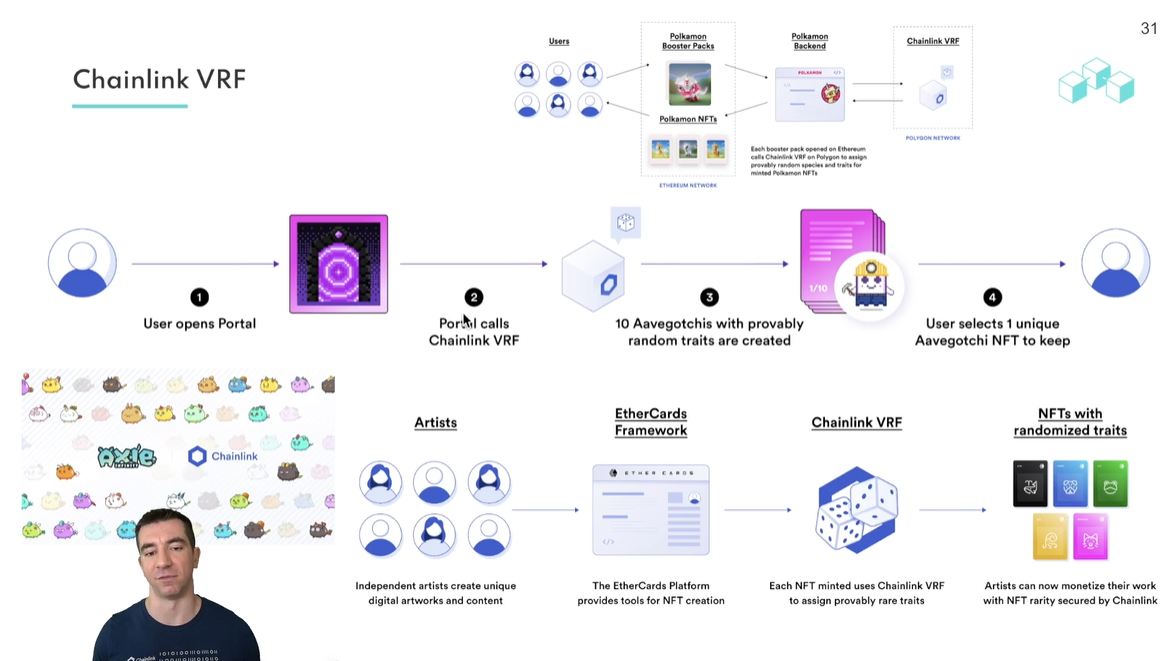 31
Chainlink VRF
Users
Polkamon
Booster Packs
Polkamon
Backend
Chainlink VRF
POLKAMON
Polkamon NFTs
POLYGON NETWORK
Each booster pack opened on Ethereum
calls Chainlink VRF on Polygon to assign
provably random species and traits for
minted Polkamon NFTs
ETHEREUM NETWORK
1/10
1
User opens Portal
2
Portal calls
Chainlink VRF
3
10 Aavegotchis with provably
random traits are created
4
User selects 1 unique
Aavegotchi NFT to keep
AXIE
Chainlink
Artists
EtherCards
Framework
Chainlink VRF
NFTs with
randomized traits
ETHER CARDS
</>
Independent artists create unique
digital artworks and content
The EtherCards Platform
provides tools for NFT creation
Each NFT minted uses Chainlink VRF
to assign provably rare traits
Artists can now monetize their work
with NFT rarity secured by Chainlink
Chainlink